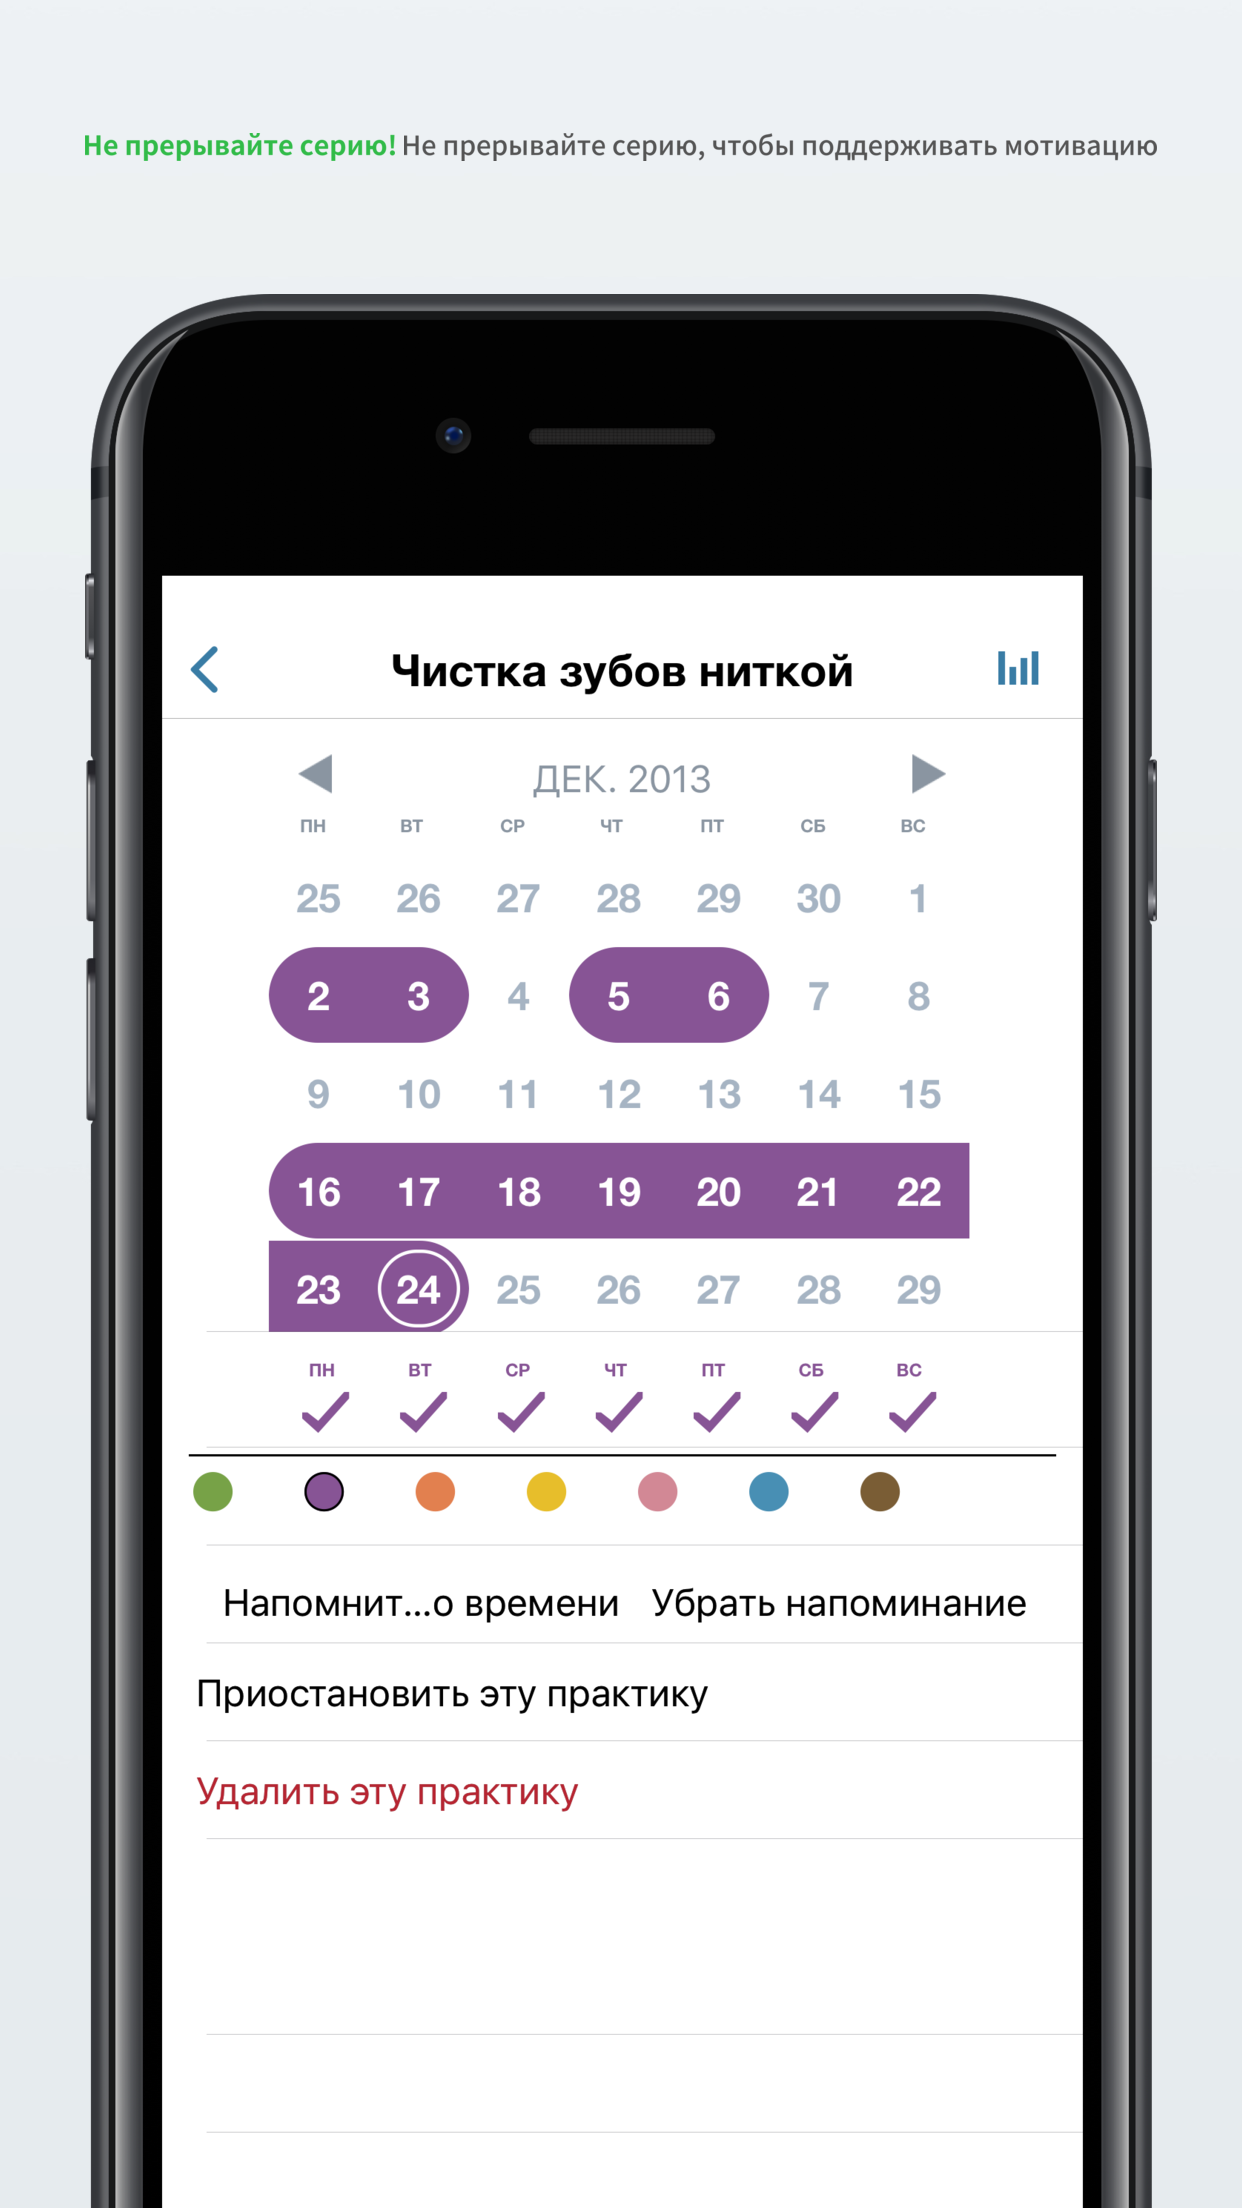 Не прерывайте серию! Не прерывайте серию, чтобы поддерживать мотивацию
Чистка зубов ниткой
ДЕК. 2013
ПН ВТ СР ЧТ ПТ СБ ВС
25 26 27 28 29 30 1
2 3 4 5 6 7 8
9 10 11 12 13 14 15
16 17 18 19 20 21 22
23 24 25 26 27 28 29
ПН ВТ СР ЧТ ПТ СБ ВС
Напомнит...о времени Убрать напоминание
Приостановить эту практику
Удалить эту практику